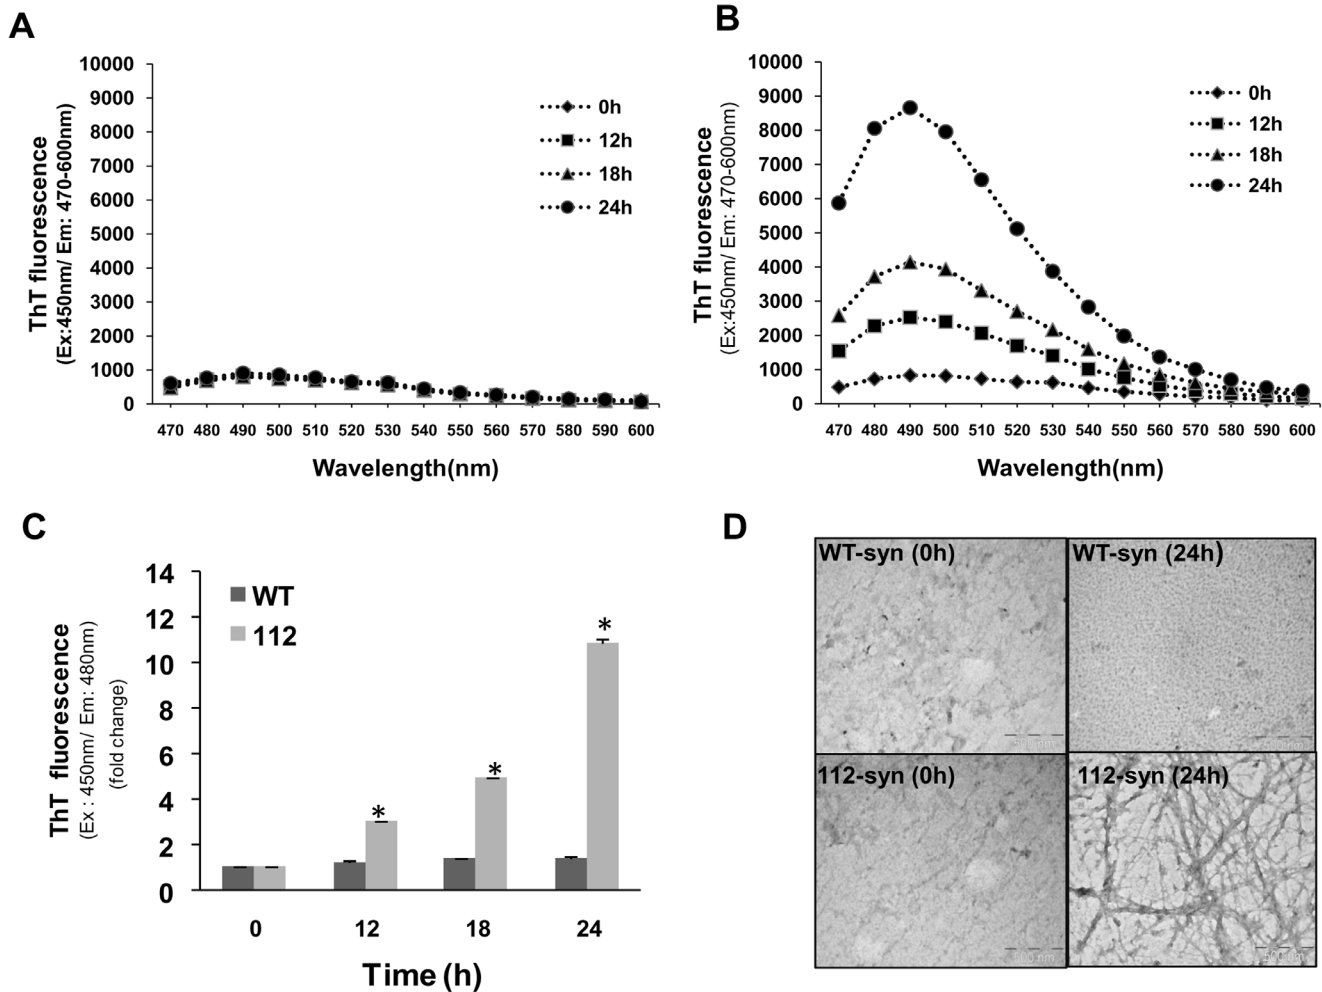 A
ThT fluorescence
(Ex:450nm/ Em: 470-600nm)
10000
9000
8000
7000
6000
5000
4000
3000
2000
1000
0
0h
12h
18h
24h
470 480 490 500 510 520 530 540 550 560 570 580 590 600
Wavelength(nm)
B
ThT fluorescence
(Ex:450nm/ Em: 470-600nm)
10000
9000
8000
7000
6000
5000
4000
3000
2000
1000
0
0h
12h
18h
24h
470 480 490 500 510 520 530 540 550 560 570 580 590 600
Wavelength(nm)
C
ThT fluorescence
(Ex : 450nm/ Em: 480nm)
(fold change)
14
12
10
8
6
4
2
0
WT
112
*
*
*
0 12 18 24
Time (h)
D
WT-syn (0h)
WT-syn (24h)
112-syn (0h)
112-syn (24h)
500 nm
500 nm